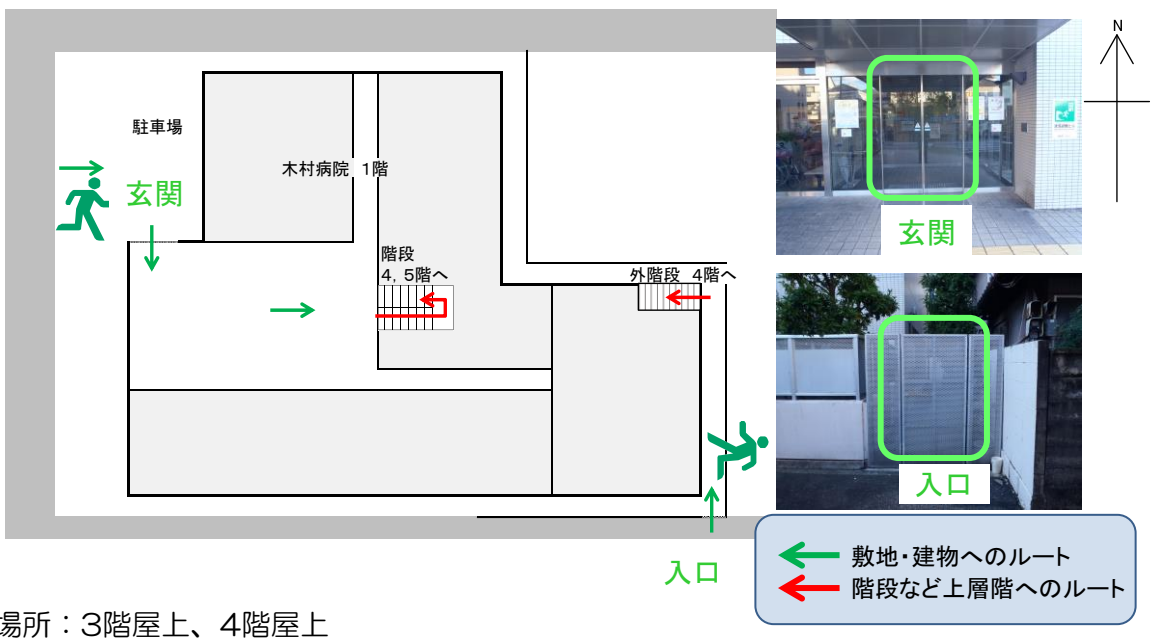 N
駐車場
木村病院 1階
玄関
階段
4,5階へ
外階段 4階へ
玄関
入口
入口
敷地・建物へのルート
階段など上層階へのルート
場所：3階屋上、4階屋上